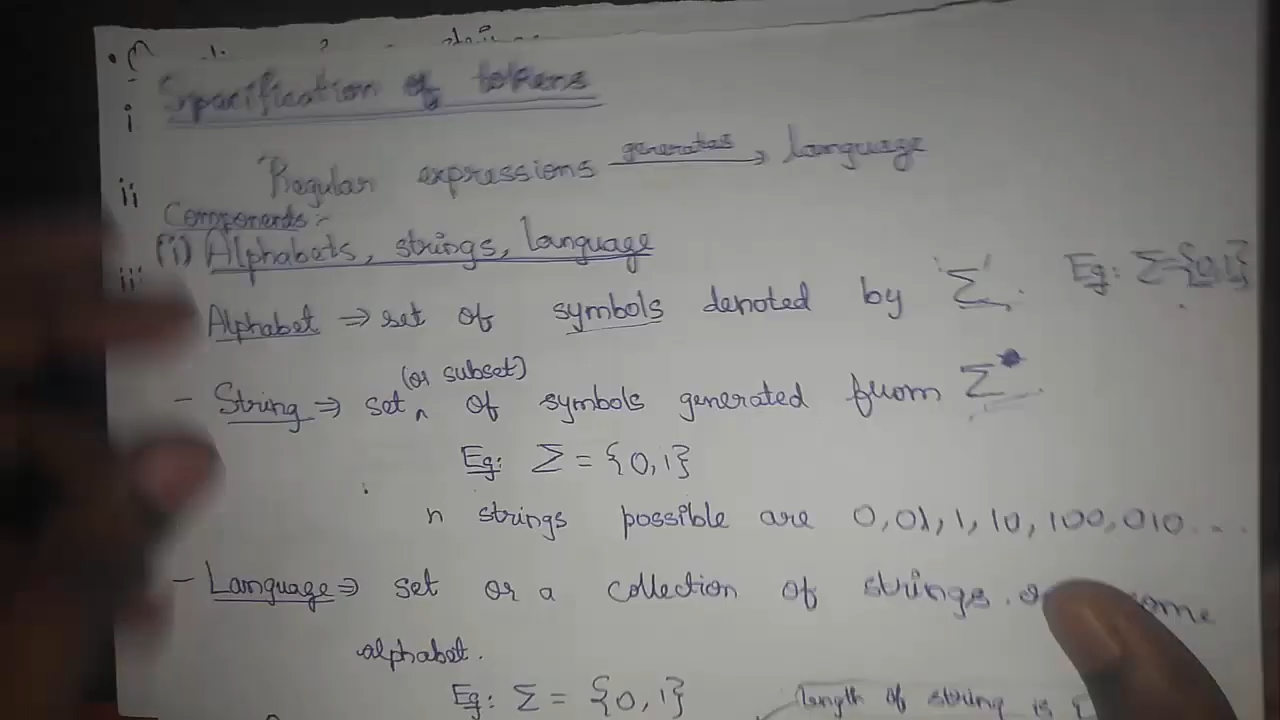 i
Specification of tokens
Regular expressions generates → language
ii
Components:-
(i) Alphabets, strings, language
iii
Alphabet ⇒ set of symbols denoted by 'Σ'. Eg: Σ={0,1}
(or subset)
- String ⇒ set ^ of symbols generated from Σ*.
Eg: Σ = {0,1}
n strings possible are 0,01,1,10,100,010....
- Language ⇒ set or a collection of strings
alphabet.
Eg: Σ = {0,1} length of string is